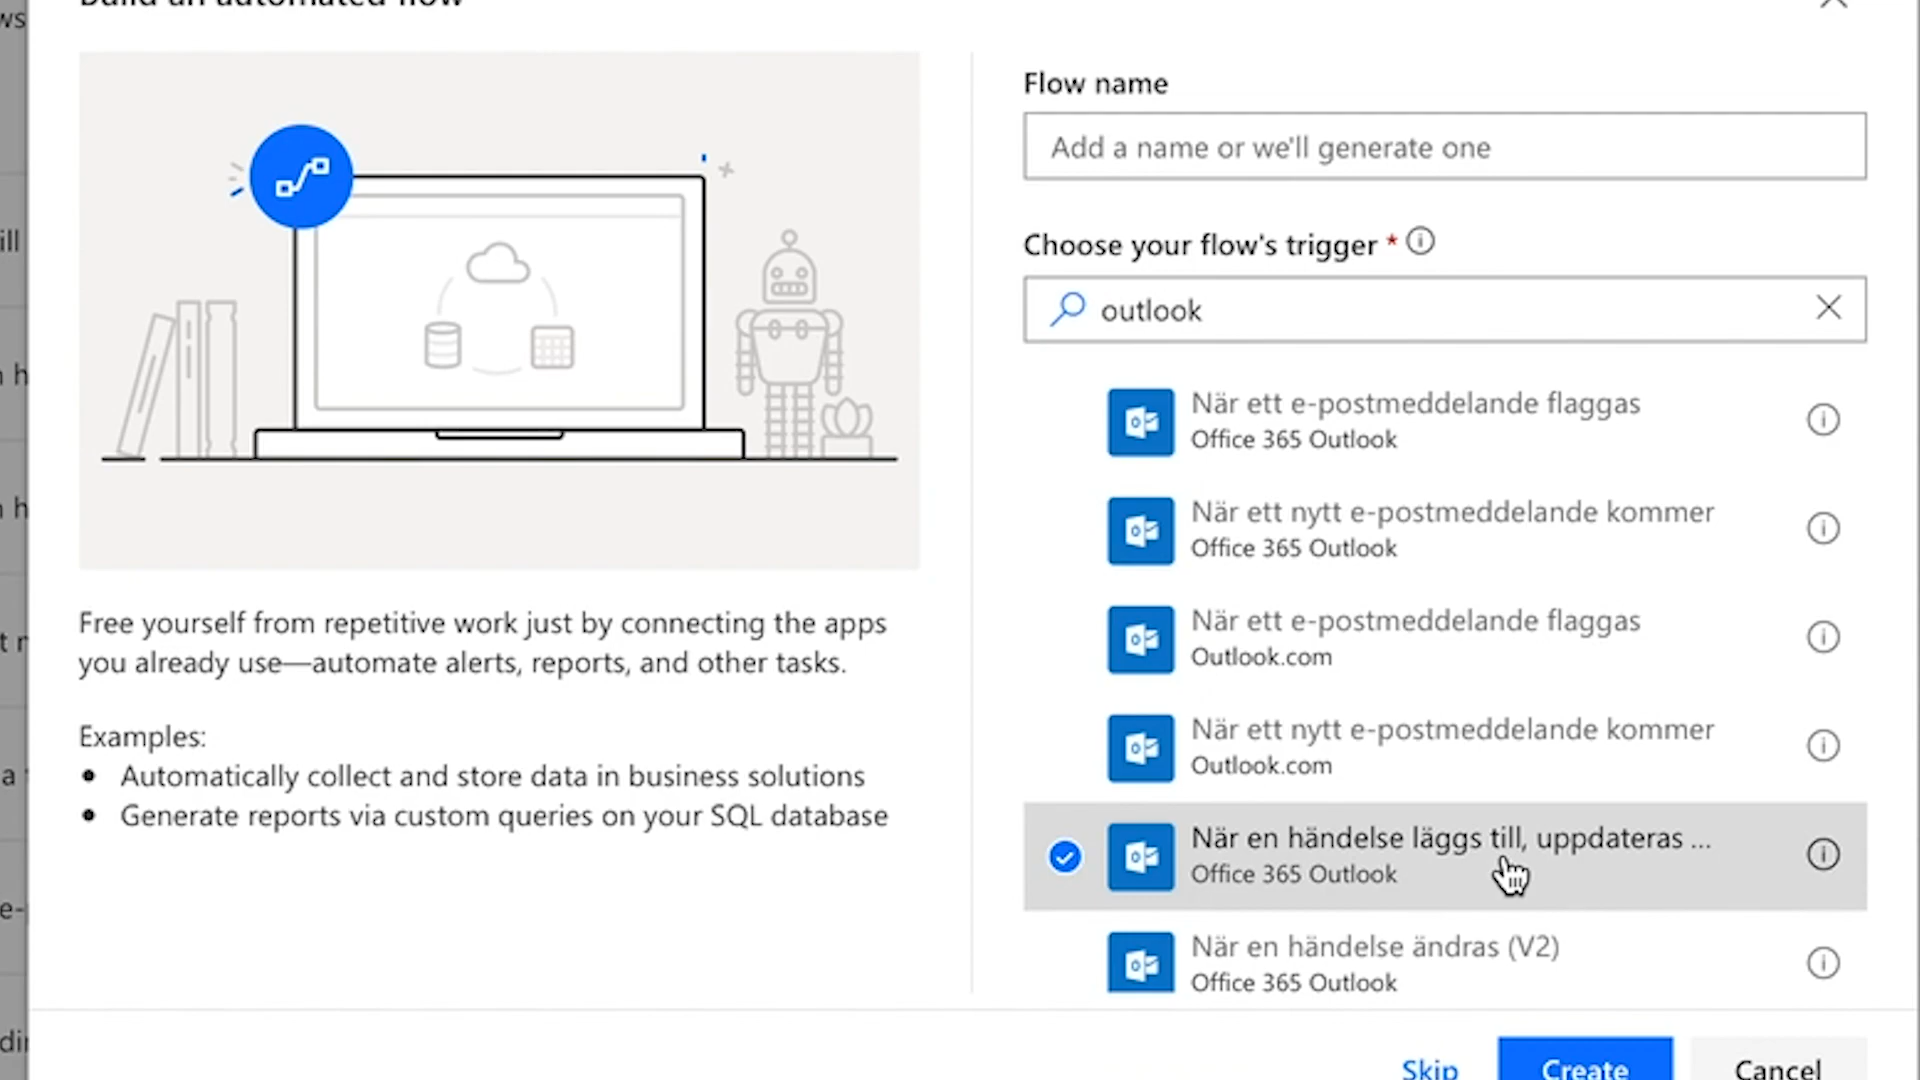 Build an automated flow
Flow name
Add a name or we'll generate one
Choose your flow's trigger *
outlook
När ett e-postmeddelande flaggas
Office 365 Outlook
När ett nytt e-postmeddelande kommer
Office 365 Outlook
När ett e-postmeddelande flaggas
Outlook.com
När ett nytt e-postmeddelande kommer
Outlook.com
När en händelse läggs till, uppdateras ...
Office 365 Outlook
När en händelse ändras (V2)
Office 365 Outlook
Free yourself from repetitive work just by connecting the apps
you already use—automate alerts, reports, and other tasks.
Examples:
• Automatically collect and store data in business solutions
• Generate reports via custom queries on your SQL database
Skip
Create
Cancel